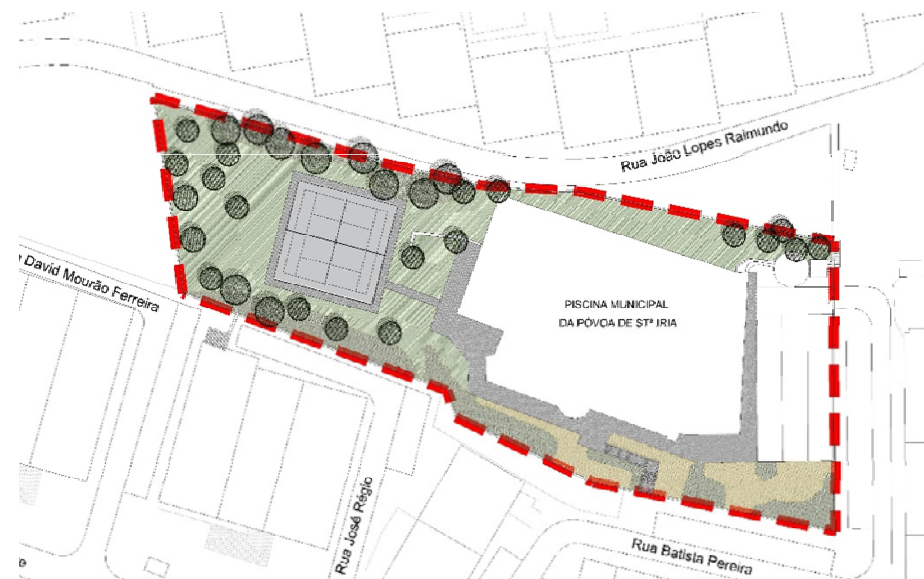 Rua João Lopes Raimundo
David Mourão Ferreira
PISCINA MUNICIPAL
DA PÓVOA DE STª IRIA
Rua José Régio
Rua Batista Pereira
e